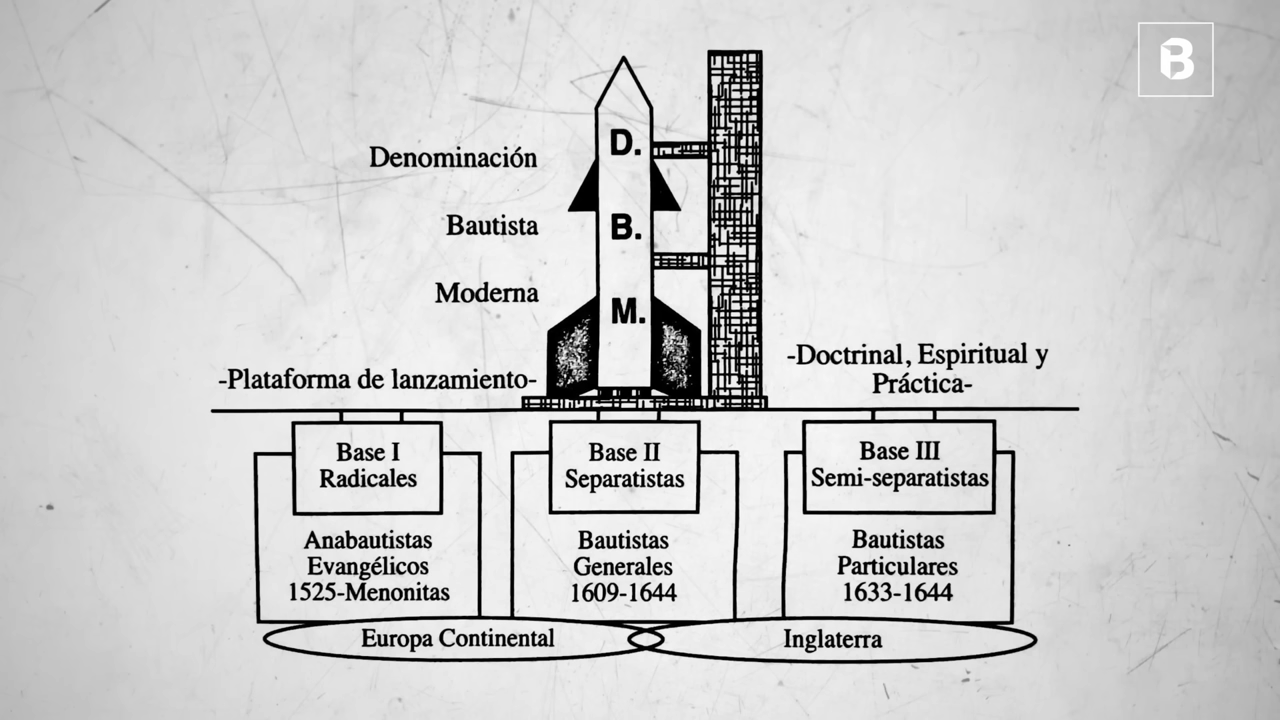 B
D.
Denominación
B.
Bautista
M.
Moderna
-Plataforma de lanzamiento-
-Doctrinal, Espiritual y
Práctica-
Base I
Radicales
Anabautistas
Evangélicos
1525-Menonitas
Base II
Separatistas
Bautistas
Generales
1609-1644
Base III
Semi-separatistas
Bautistas
Particulares
1633-1644
Europa Continental
Inglaterra